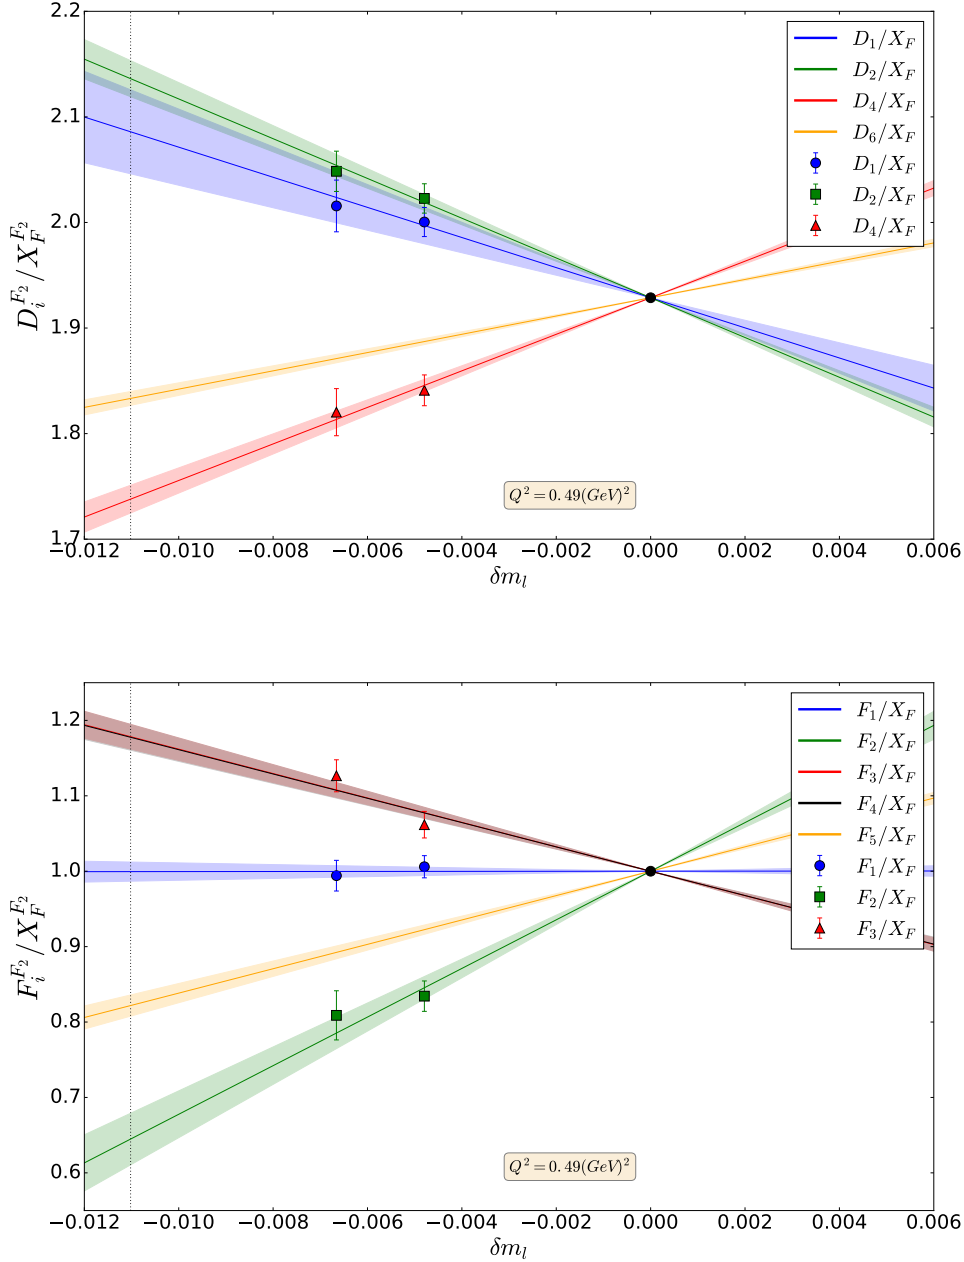 2.2
2.1
2.0
1.9
1.8
1.7
D_i^{F_2}/X_F^{F_2}
D_1/X_F
D_2/X_F
D_4/X_F
D_6/X_F
D_1/X_F
D_2/X_F
D_4/X_F
Q^2 = 0.49(GeV)^2
−0.012 −0.010 −0.008 −0.006 −0.004 −0.002 0.000 0.002 0.004 0.006
δm_l
1.2
1.1
1.0
0.9
0.8
0.7
0.6
F_i^{F_2}/X_F^{F_2}
F_1/X_F
F_2/X_F
F_3/X_F
F_4/X_F
F_5/X_F
F_1/X_F
F_2/X_F
F_3/X_F
Q^2 = 0.49(GeV)^2
−0.012 −0.010 −0.008 −0.006 −0.004 −0.002 0.000 0.002 0.004 0.006
δm_l